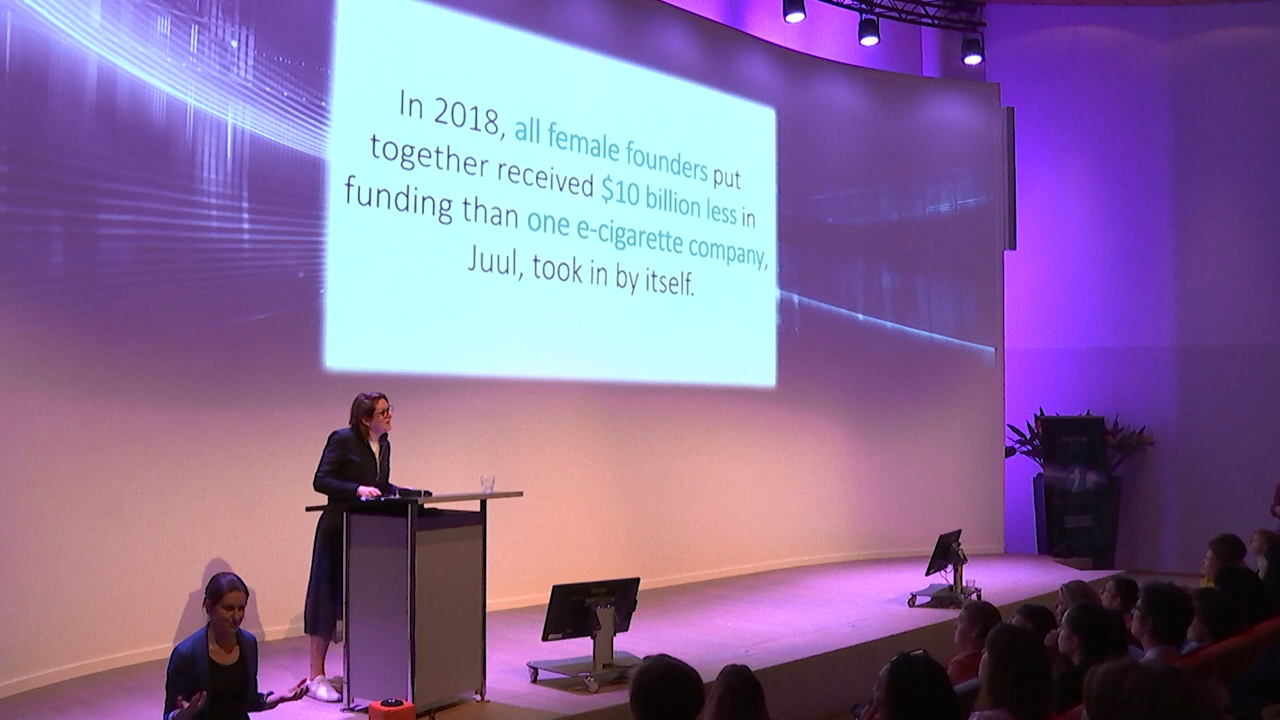 In 2018, all female founders put
together received $10 billion less in
funding than one e-cigarette company,
Juul, took in by itself.